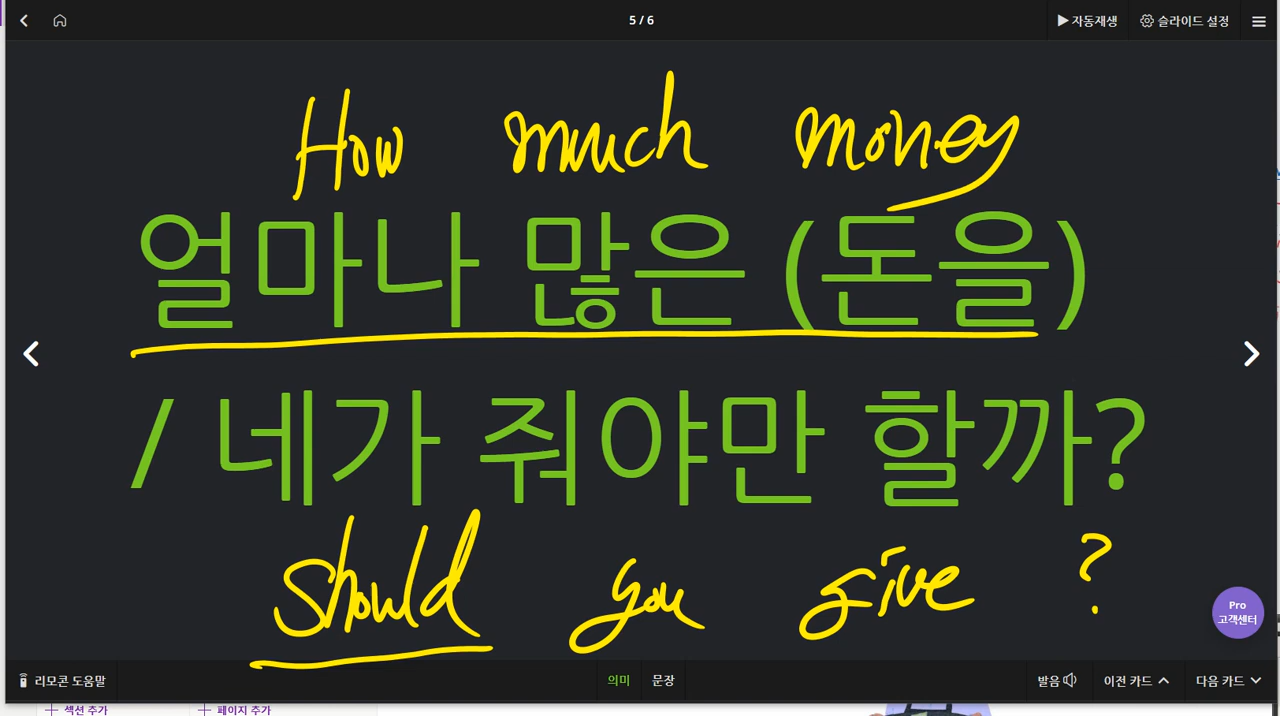 5 / 6
▶ 자동재생
슬라이드 설정
How much money
얼마나 많은 (돈을)
/ 네가 줘야만 할까?
should you give ?
Pro
고객센터
리모콘 도움말
의미
문장
발음
이전 카드
다음 카드
섹션 추가
페이지 추가